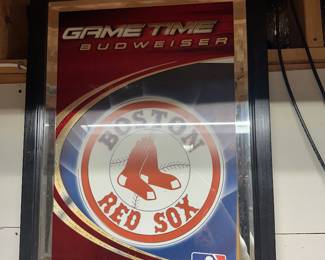 GAME TIME
BUDWEISER
BOSTON
RED SOX